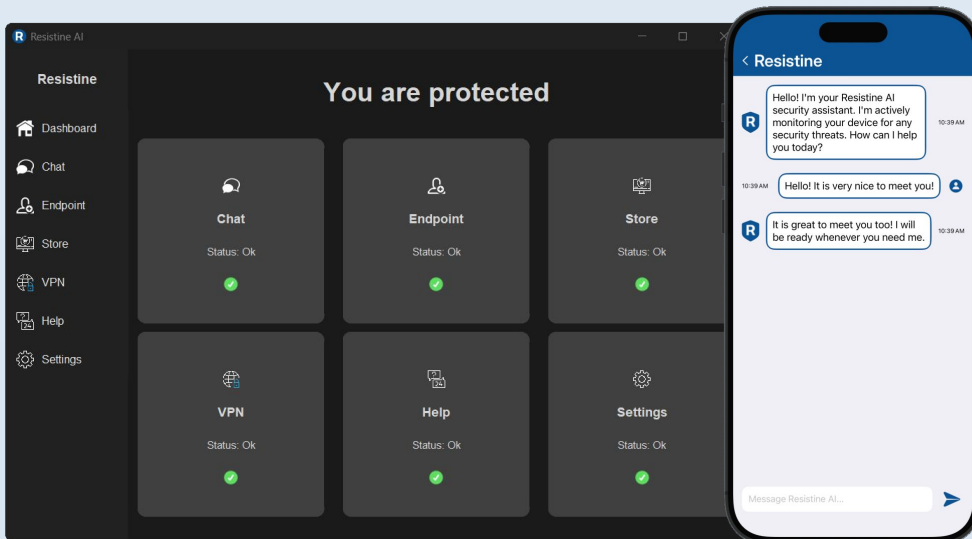 R Resistine AI
Resistine
Dashboard
Chat
Endpoint
Store
VPN
Help
Settings
You are protected
Chat
Status: Ok
Endpoint
Status: Ok
Store
Status: Ok
VPN
Status: Ok
Help
Status: Ok
Settings
Status: Ok
< Resistine
R
Hello! I'm your Resistine AI
security assistant. I'm actively
monitoring your device for any
security threats. How can I help
you today?
10:39 AM
10:39 AM
Hello! It is very nice to meet you!
R
It is great to meet you too! I will
be ready whenever you need me.
10:39 AM
Message Resistine AI...